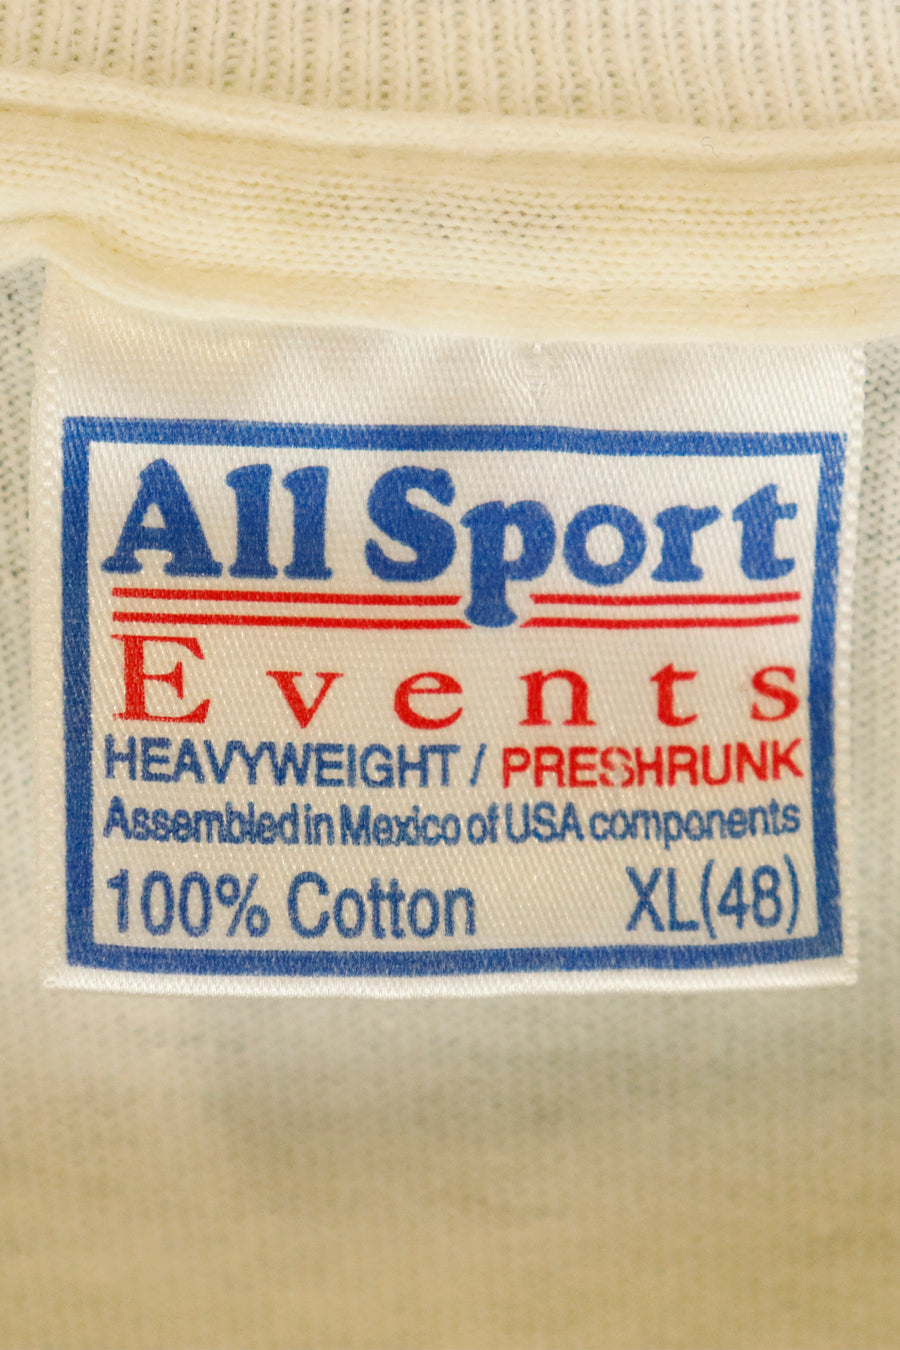 All Sport
Events
HEAVYWEIGHT / PRESHRUNK
Assembled in Mexico of USA components
100% Cotton XL(48)